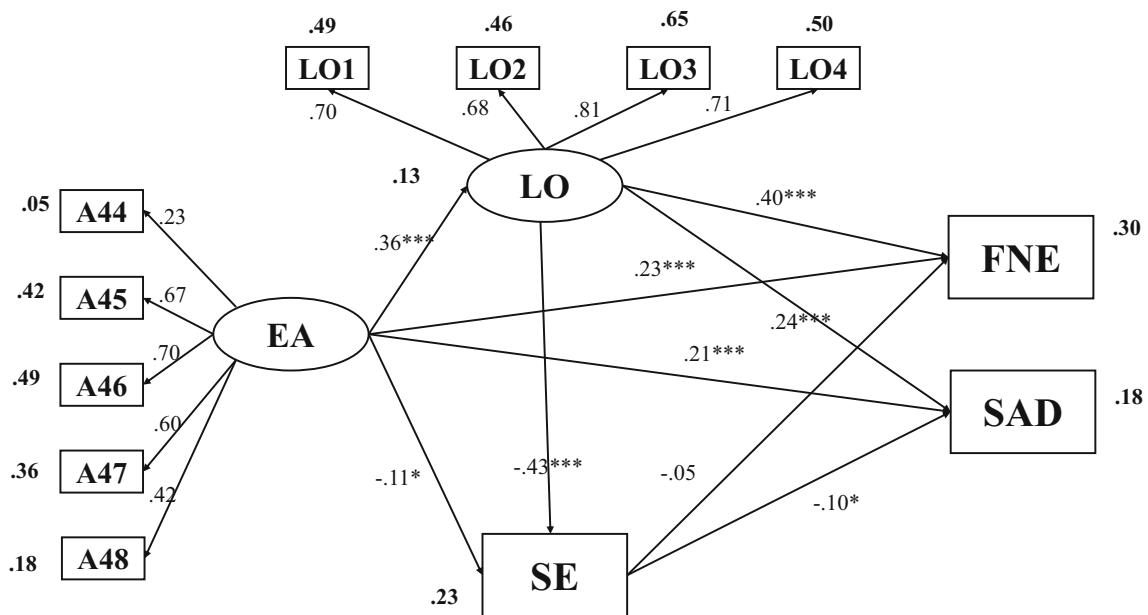 .49
.46
.65
.50
LO1
LO2
LO3
LO4
.70
.68
.81
.71
.13
LO
.05
A44
.23
.36***
.40***
FNE
.30
.42
A45
.67
EA
.23***
.70
.49
A46
.24***
.21***
SAD
.18
.60
.36
A47
-.11*
-.43***
-.05
.42
-.10*
.18
A48
SE
.23